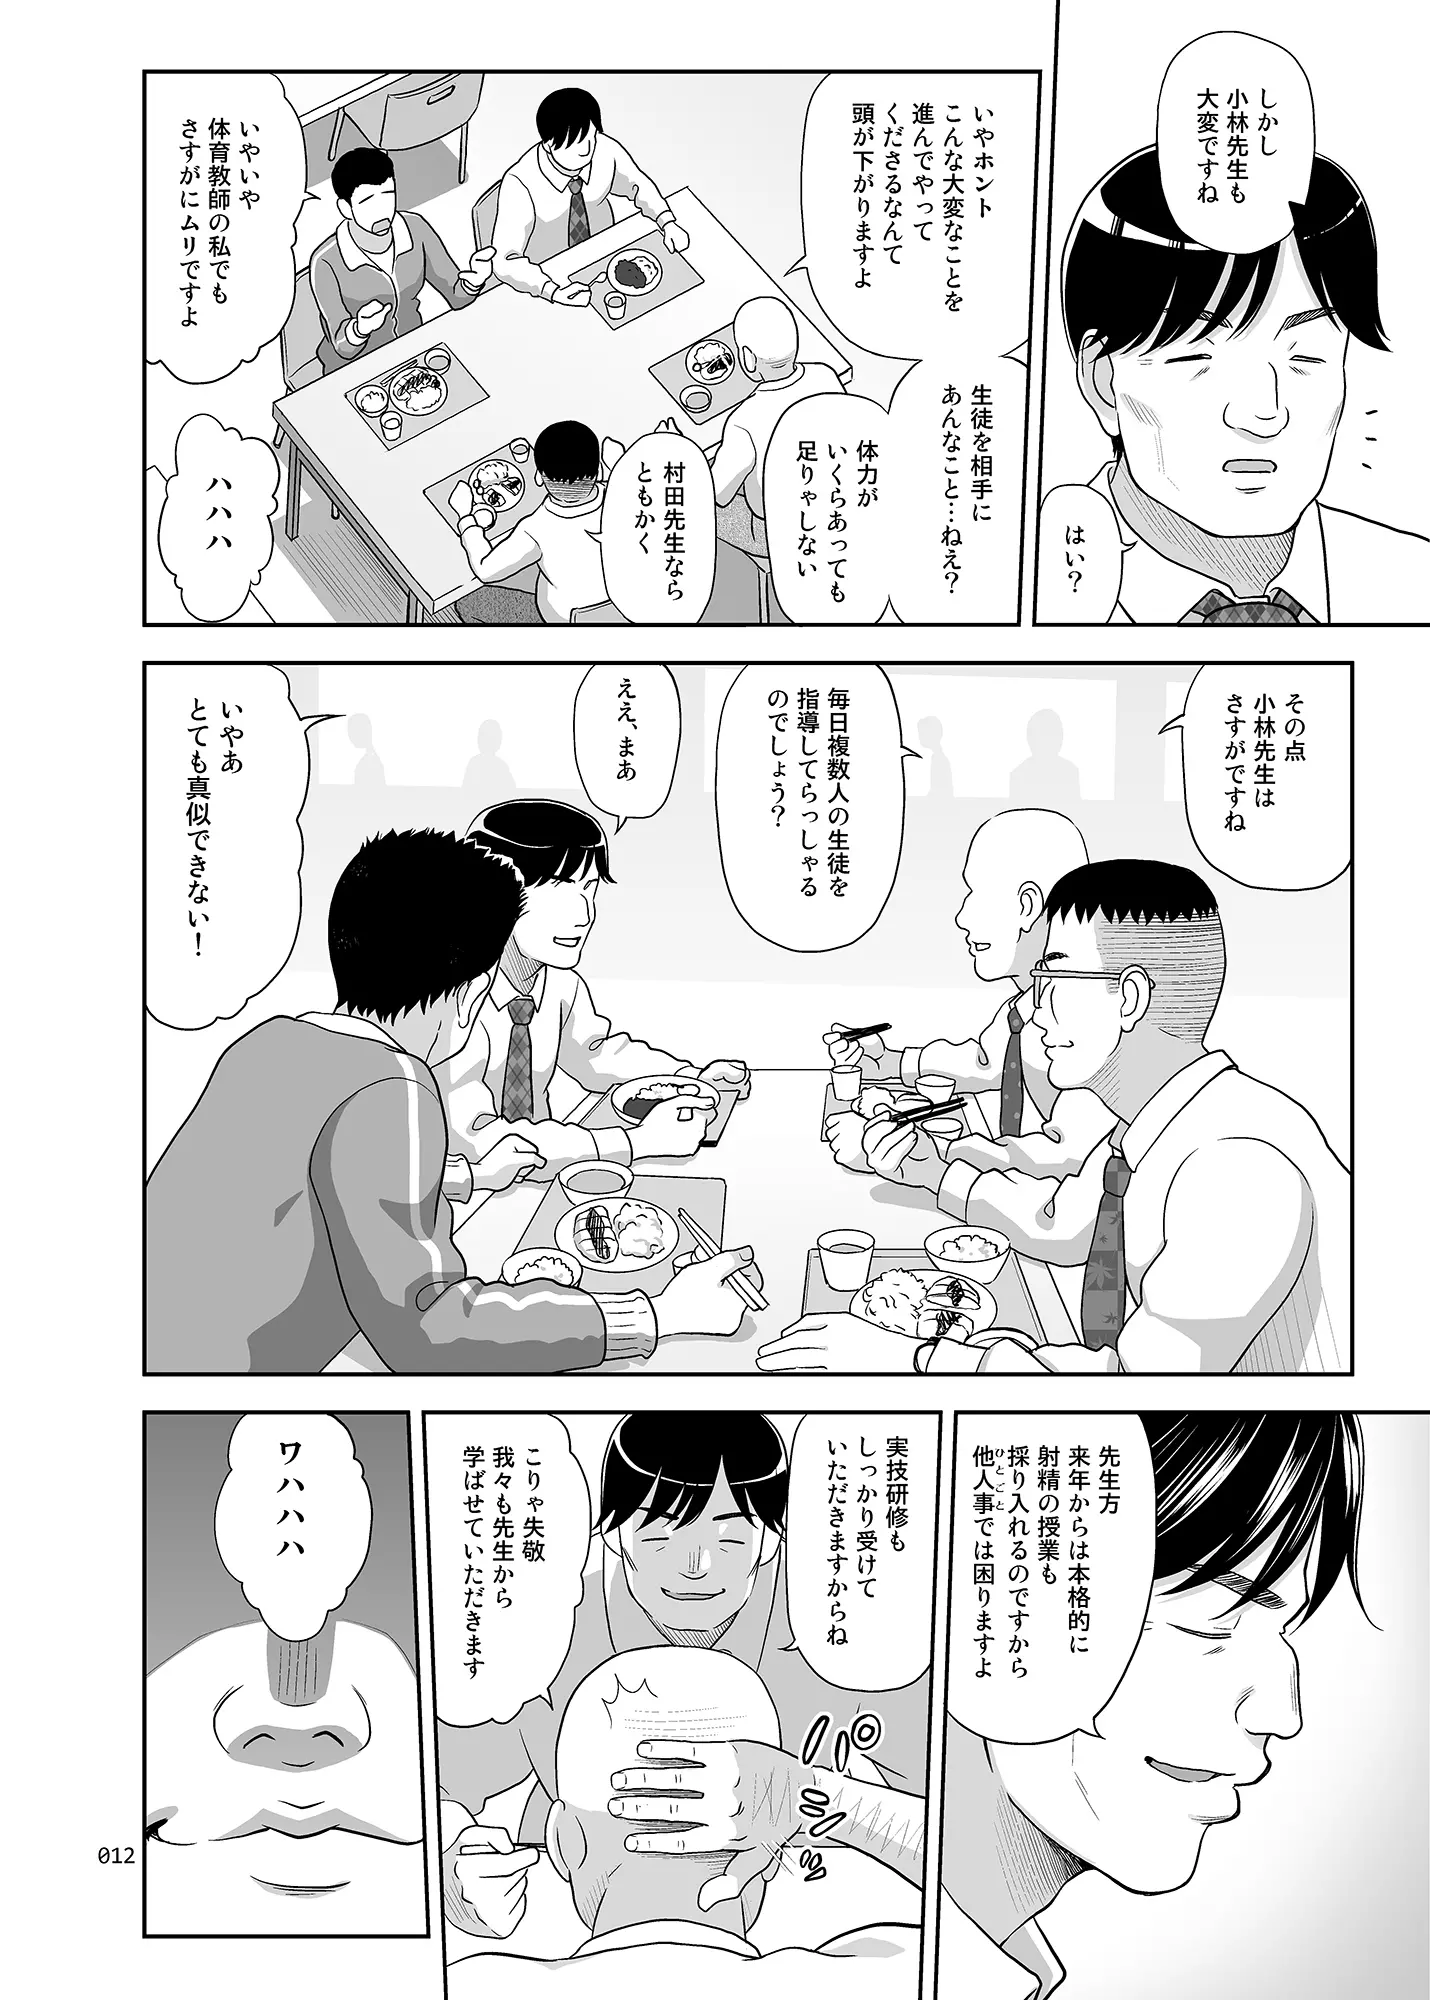 しかし
小林先生も
大変ですね
はい？
いやホント
こんな大変なことを
進んでやって
くださるなんて
頭が下がりますよ
生徒を相手に
あんなこと…ねえ？
体力が
いくらあっても
足りゃしない
村田先生なら
ともかく
いやいや
体育教師の私でも
さすがにムリですよ
ハハハ
その点
小林先生は
さすがですね
毎日複数人の生徒を
指導してらっしゃる
のでしょう？
ええ、まあ
いやあ
とても真似できない！
先生方
来年からは本格的に
射精の授業も
採り入れるのですから
他人事では困りますよ
ひとごと
実技研修も
しっかり受けて
いただきますからね
こりゃ失敬
我々も先生から
学ばせていただきます
ワハハハ
012